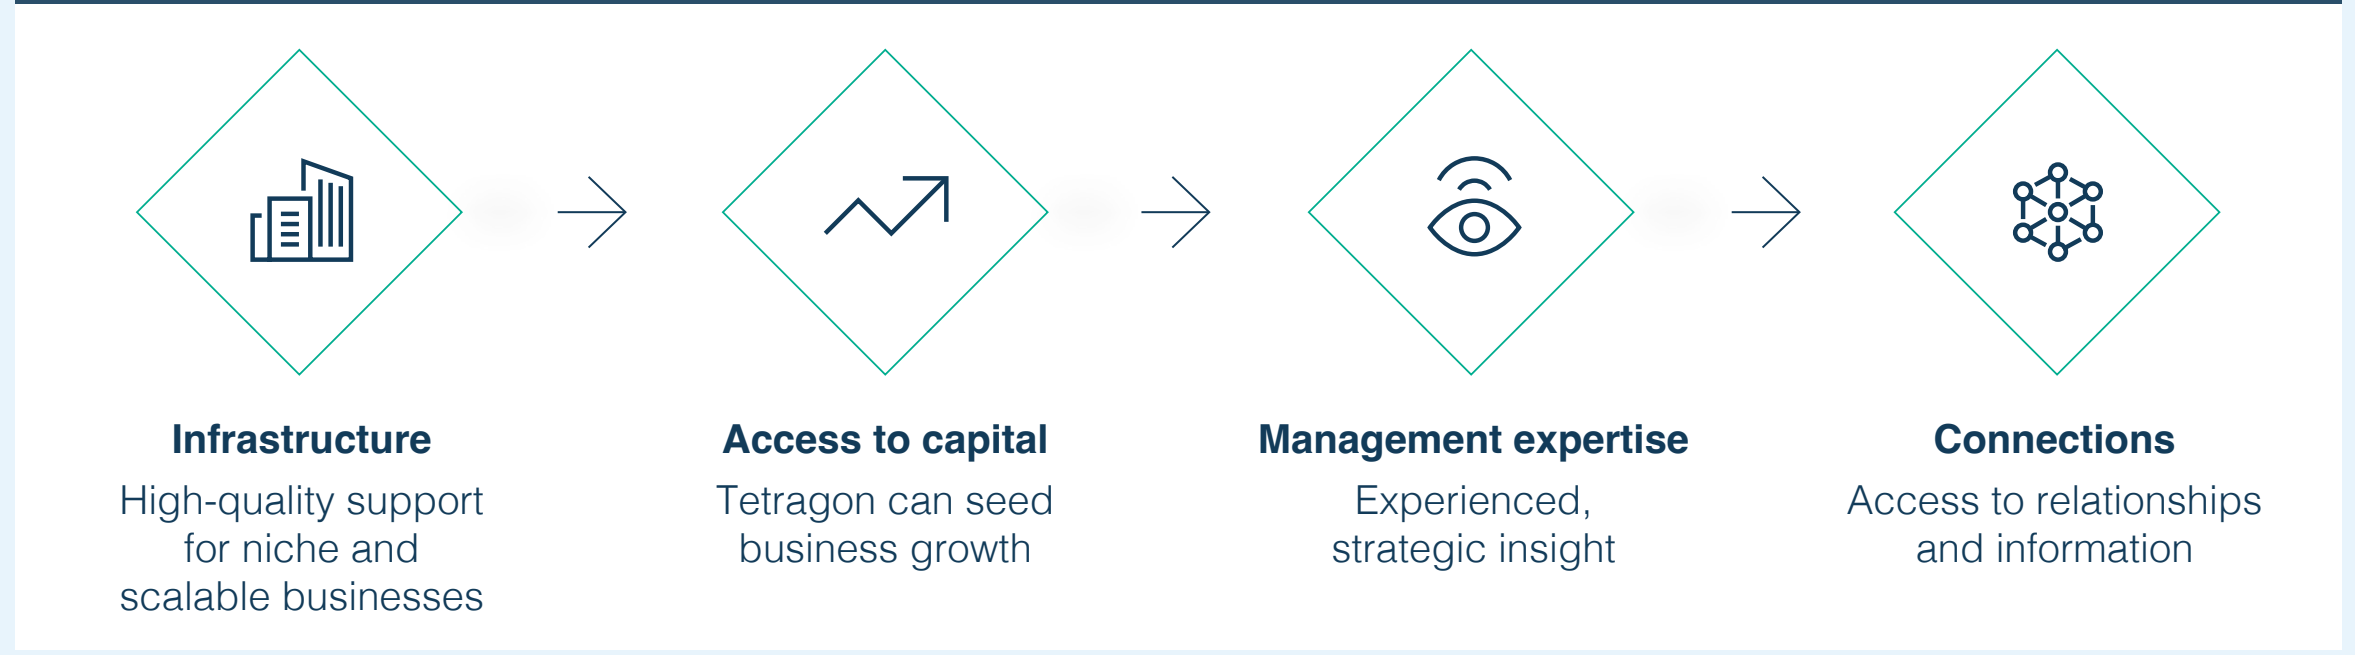 Infrastructure
High-quality support
for niche and
scalable businesses
Access to capital
Tetragon can seed
business growth
Management expertise
Experienced,
strategic insight
Connections
Access to relationships
and information